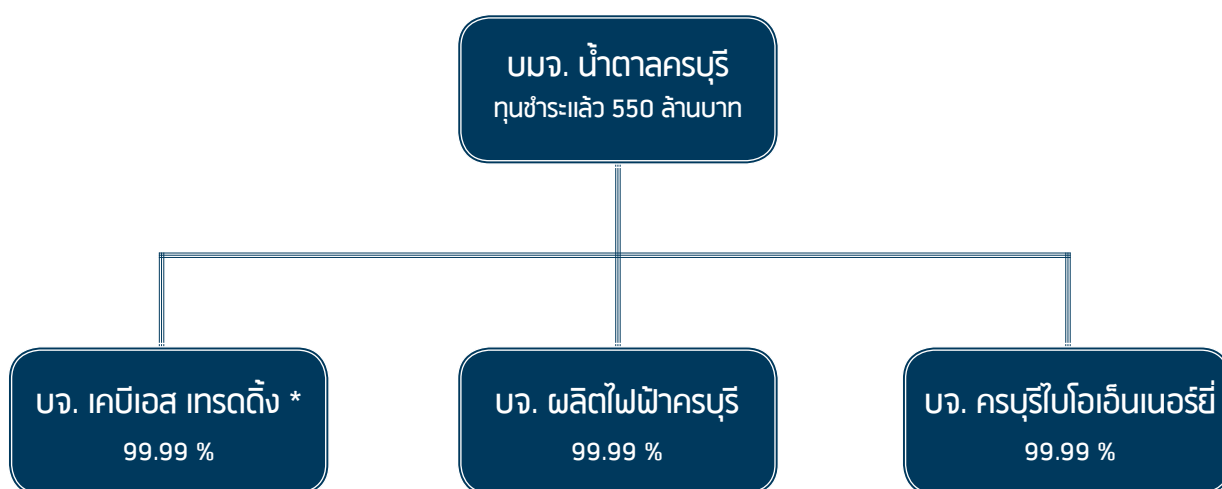 บมจ. น้ำตาลครบุรี
ทุนชำระแล้ว 550 ล้านบาท
บจ. เคบีเอส เทรดดิ้ง *
99.99 %
บจ. ผลิตไฟฟ้าครบุรี
99.99 %
บจ. ครบุรีไบโอเอ็นเนอร์ยี่
99.99 %